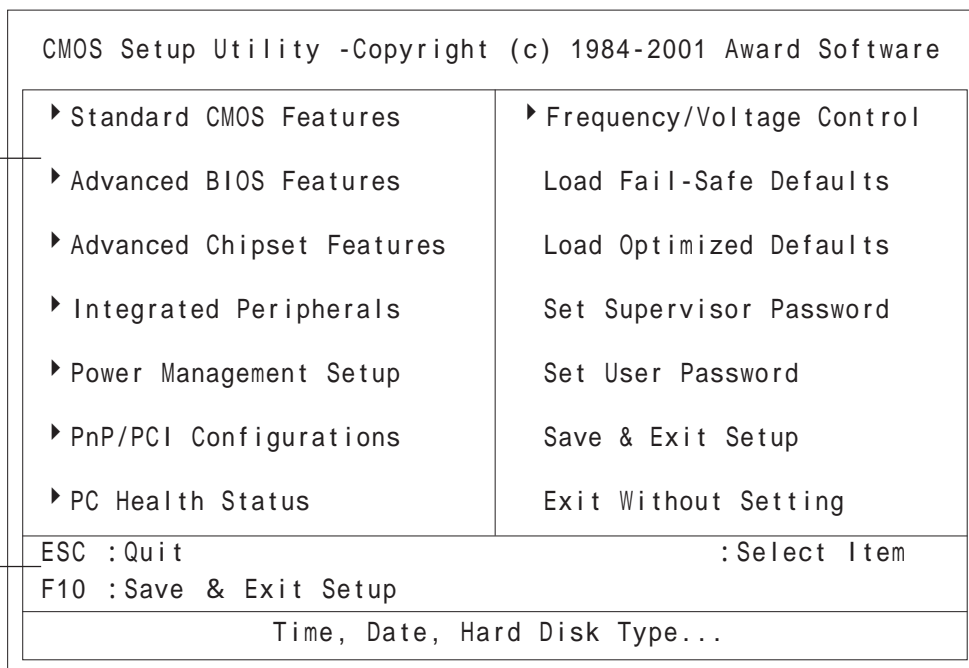 CMOS Setup Utility -Copyright (c) 1984-2001 Award Software
Standard CMOS Features
Advanced BIOS Features
Advanced Chipset Features
Integrated Peripherals
Power Management Setup
PnP/PCI Configurations
PC Health Status
Frequency/Voltage Control
Load Fail-Safe Defaults
Load Optimized Defaults
Set Supervisor Password
Set User Password
Save & Exit Setup
Exit Without Setting
ESC :Quit :Select Item
F10 :Save & Exit Setup
Time, Date, Hard Disk Type...